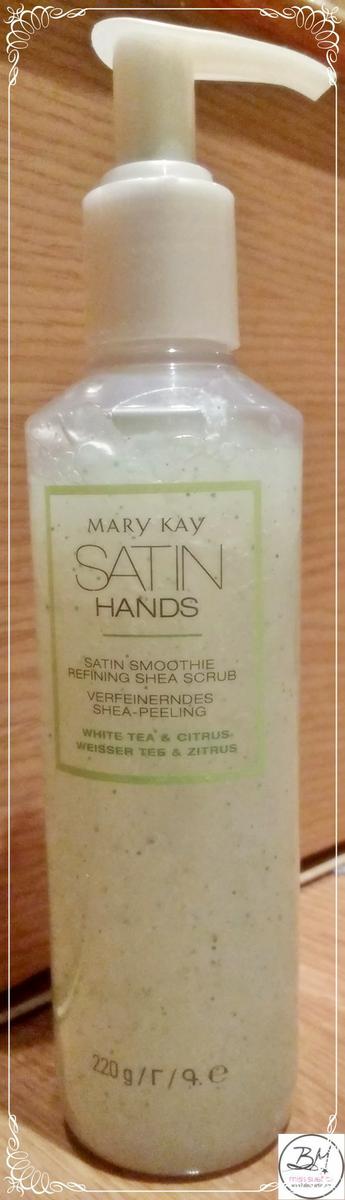 MARY KAY
SATIN
HANDS
SATIN SMOOTHIE
REFINING SHEA SCRUB
VERFEINERNDES
SHEA-PEELING
WHITE TEA & CITRUS
WEISSER TEE & ZITRUS
220 g / Г / գ. ℮
BM